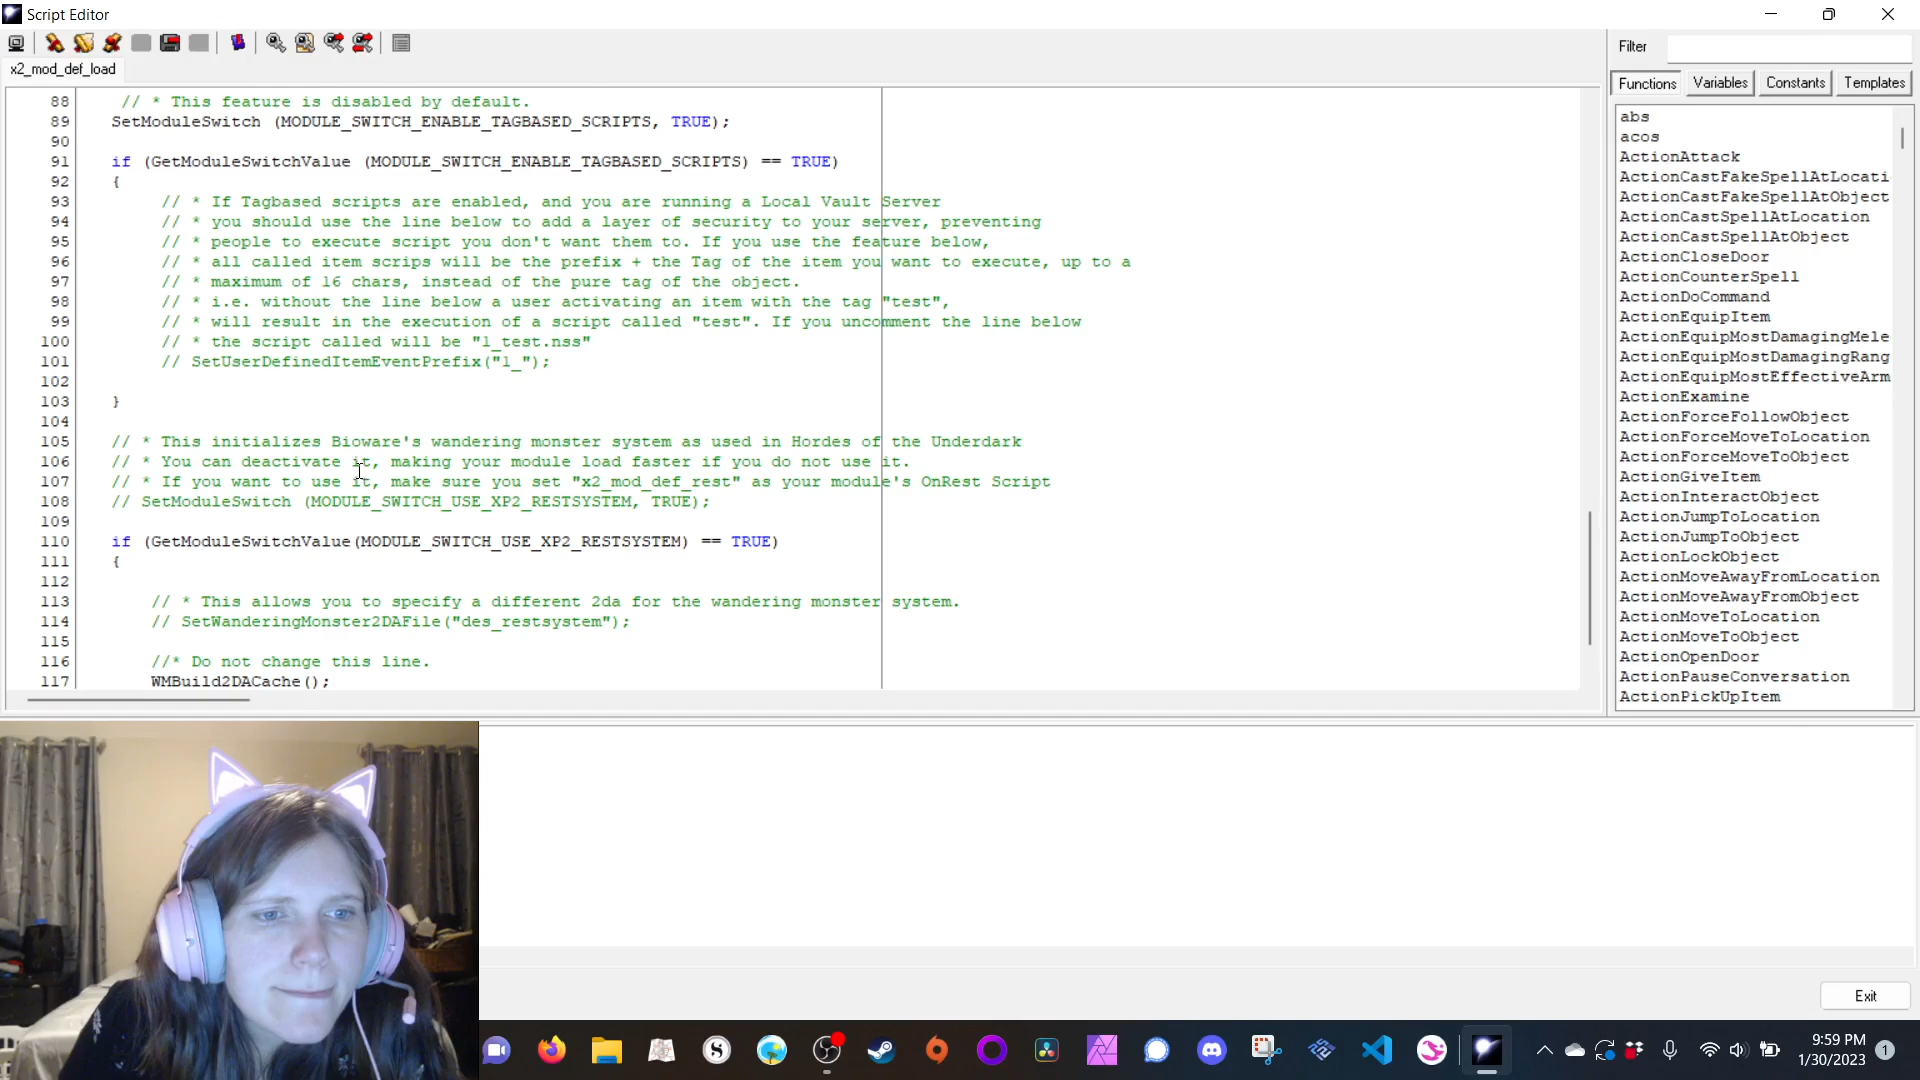 Script Editor
x2_mod_def_load
88 // * This feature is disabled by default.
89 SetModuleSwitch (MODULE_SWITCH_ENABLE_TAGBASED_SCRIPTS, TRUE);
90
91 if (GetModuleSwitchValue (MODULE_SWITCH_ENABLE_TAGBASED_SCRIPTS) == TRUE)
92 {
93 // * If Tagbased scripts are enabled, and you are running a Local Vault Server
94 // * you should use the line below to add a layer of security to your server, preventing
95 // * people to execute script you don't want them to. If you use the feature below,
96 // * all called item scrips will be the prefix + the Tag of the item you want to execute, up to a
97 // * maximum of 16 chars, instead of the pure tag of the object.
98 // * i.e. without the line below a user activating an item with the tag "test",
99 // * will result in the execution of a script called "test". If you uncomment the line below
100 // * the script called will be "1_test.nss"
101 // SetUserDefinedItemEventPrefix("1_");
102
103 }
104
105 // * This initializes Bioware's wandering monster system as used in Hordes of the Underdark
106 // * You can deactivate it, making your module load faster if you do not use it.
107 // * If you want to use it, make sure you set "x2_mod_def_rest" as your module's OnRest Script
108 // SetModuleSwitch (MODULE_SWITCH_USE_XP2_RESTSYSTEM, TRUE);
109
110 if (GetModuleSwitchValue(MODULE_SWITCH_USE_XP2_RESTSYSTEM) == TRUE)
111 {
112
113 // * This allows you to specify a different 2da for the wandering monster system.
114 // SetWanderingMonster2DAFile("des_restsystem");
115
116 //* Do not change this line.
117 WMBuild2DACache();
Filter
Functions Variables Constants Templates
abs
acos
ActionAttack
ActionCastFakeSpellAtLocati
ActionCastFakeSpellAtObject
ActionCastSpellAtLocation
ActionCastSpellAtObject
ActionCloseDoor
ActionCounterSpell
ActionDoCommand
ActionEquipItem
ActionEquipMostDamagingMele
ActionEquipMostDamagingRang
ActionEquipMostEffectiveArm
ActionExamine
ActionForceFollowObject
ActionForceMoveToLocation
ActionForceMoveToObject
ActionGiveItem
ActionInteractObject
ActionJumpToLocation
ActionJumpToObject
ActionLockObject
ActionMoveAwayFromLocation
ActionMoveAwayFromObject
ActionMoveToLocation
ActionMoveToObject
ActionOpenDoor
ActionPauseConversation
ActionPickUpItem
Exit
9:59 PM
1/30/2023
1